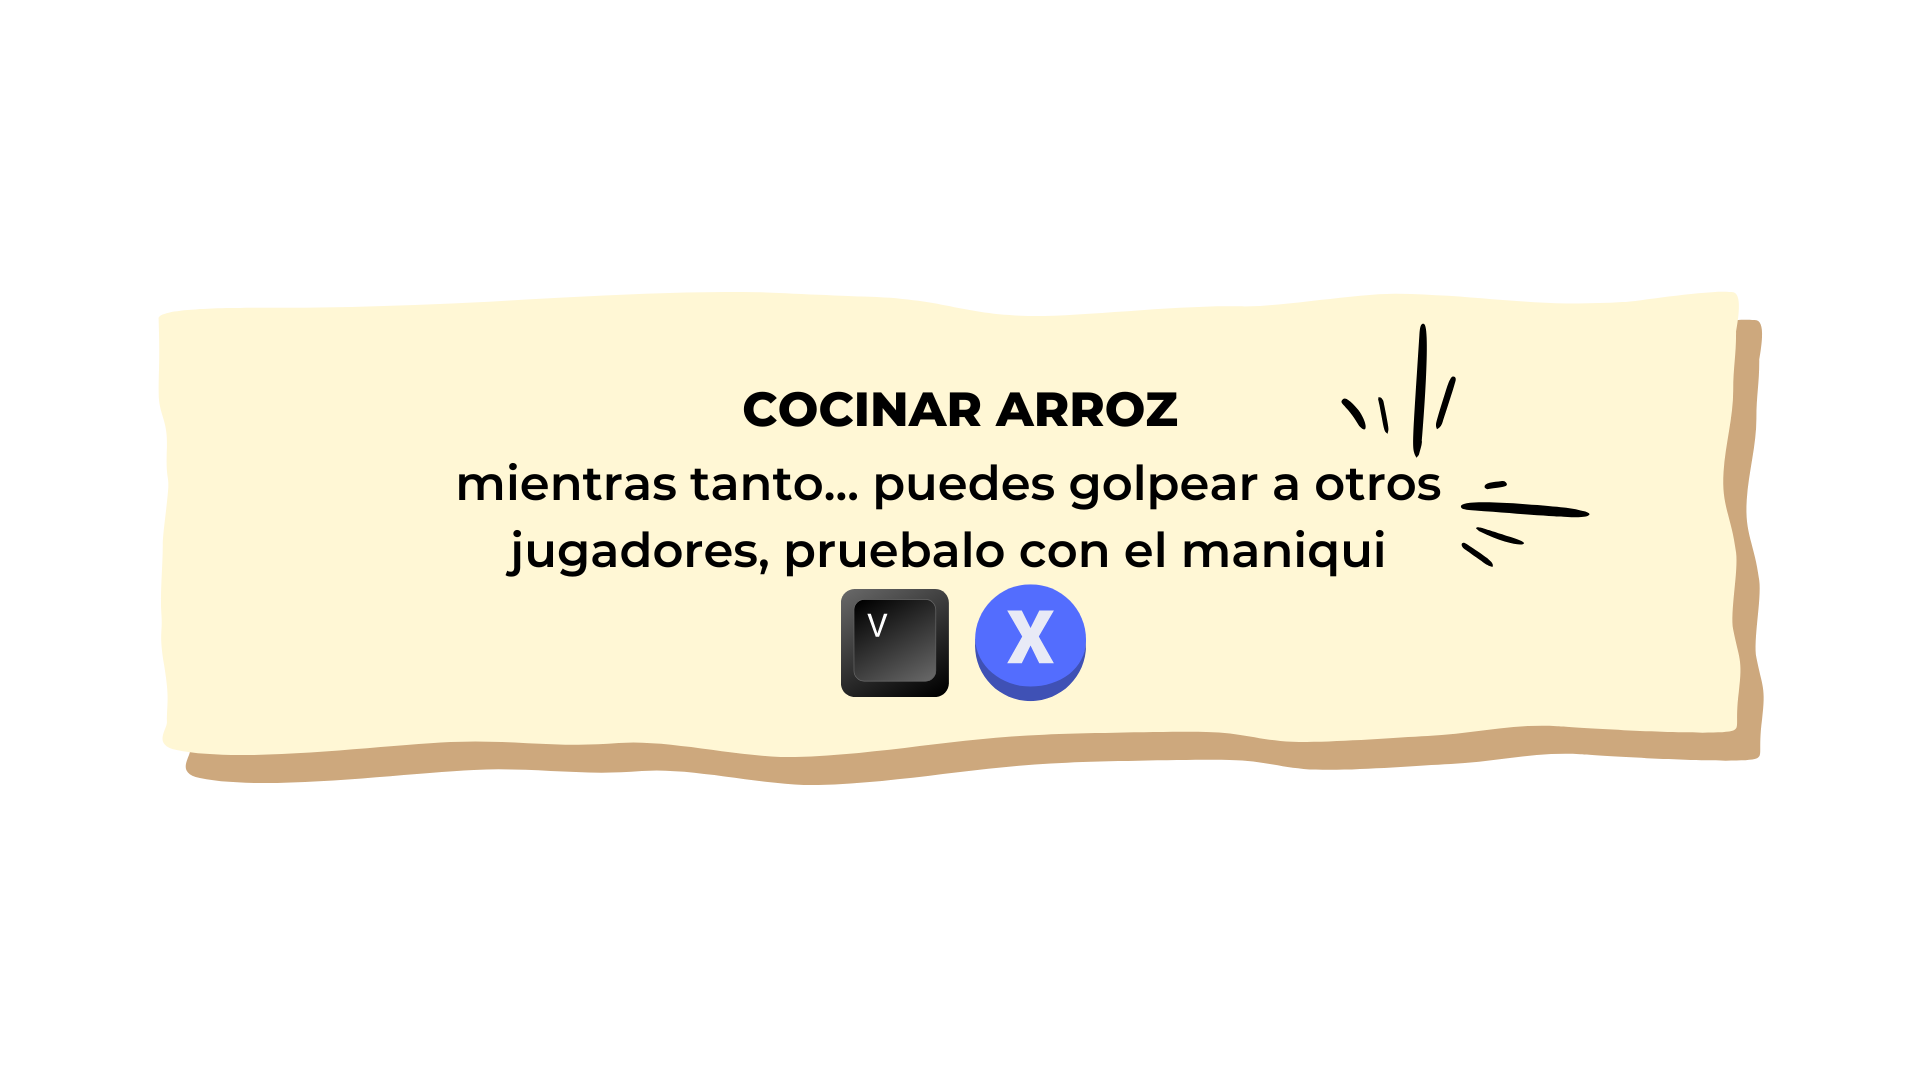 COCINAR ARROZ
mientras tanto... puedes golpear a otros
jugadores, pruebalo con el maniqui
V X